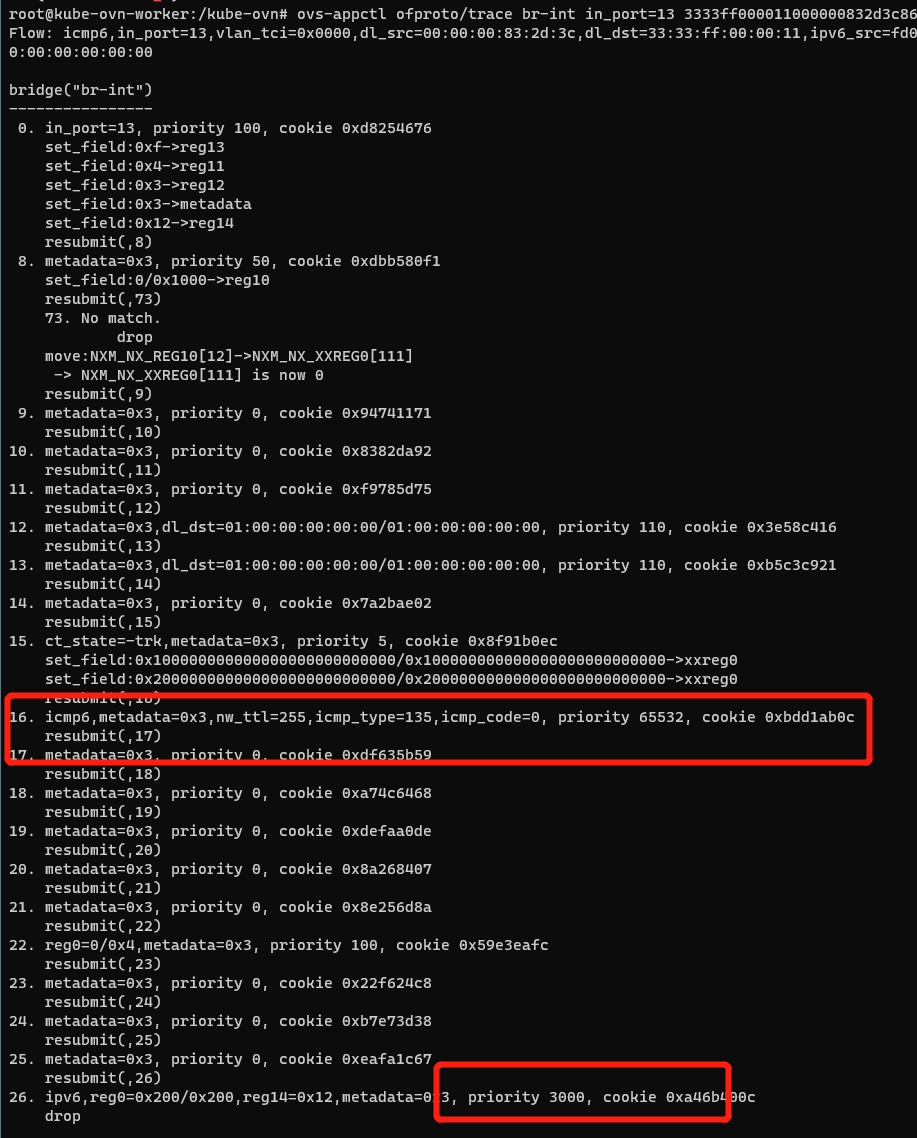 root@kube-ovn-worker:/kube-ovn# ovs-appctl ofproto/trace br-int in_port=13 3333ff000011000000832d3c86
Flow: icmp6,in_port=13,vlan_tci=0x0000,dl_src=00:00:00:83:2d:3c,dl_dst=33:33:ff:00:00:11,ipv6_src=fd0
0:00:00:00:00:00
bridge("br-int")
----------------
0. in_port=13, priority 100, cookie 0xd8254676
set_field:0xf->reg13
set_field:0x4->reg11
set_field:0x3->reg12
set_field:0x3->metadata
set_field:0x12->reg14
resubmit(,8)
8. metadata=0x3, priority 50, cookie 0xdbb580f1
set_field:0/0x1000->reg10
resubmit(,73)
73. No match.
drop
move:NXM_NX_REG10[12]->NXM_NX_XXREG0[111]
-> NXM_NX_XXREG0[111] is now 0
resubmit(,9)
9. metadata=0x3, priority 0, cookie 0x94741171
resubmit(,10)
10. metadata=0x3, priority 0, cookie 0x8382da92
resubmit(,11)
11. metadata=0x3, priority 0, cookie 0xf9785d75
resubmit(,12)
12. metadata=0x3,dl_dst=01:00:00:00:00:00/01:00:00:00:00:00, priority 110, cookie 0x3e58c416
resubmit(,13)
13. metadata=0x3,dl_dst=01:00:00:00:00:00/01:00:00:00:00:00, priority 110, cookie 0xb5c3c921
resubmit(,14)
14. metadata=0x3, priority 0, cookie 0x7a2bae02
resubmit(,15)
15. ct_state=-trk,metadata=0x3, priority 5, cookie 0x8f91b0ec
set_field:0x1000000000000000000000000000/0x1000000000000000000000000000->xxreg0
set_field:0x2000000000000000000000000000/0x2000000000000000000000000000->xxreg0
resubmit(,16)
16. icmp6,metadata=0x3,nw_ttl=255,icmp_type=135,icmp_code=0, priority 65532, cookie 0xbdd1ab0c
resubmit(,17)
17. metadata=0x3, priority 0, cookie 0xdf635b59
resubmit(,18)
18. metadata=0x3, priority 0, cookie 0xa74c6468
resubmit(,19)
19. metadata=0x3, priority 0, cookie 0xdefaa0de
resubmit(,20)
20. metadata=0x3, priority 0, cookie 0x8a268407
resubmit(,21)
21. metadata=0x3, priority 0, cookie 0x8e256d8a
resubmit(,22)
22. reg0=0/0x4,metadata=0x3, priority 100, cookie 0x59e3eafc
resubmit(,23)
23. metadata=0x3, priority 0, cookie 0x22f624c8
resubmit(,24)
24. metadata=0x3, priority 0, cookie 0xb7e73d38
resubmit(,25)
25. metadata=0x3, priority 0, cookie 0xeafa1c67
resubmit(,26)
26. ipv6,reg0=0x200/0x200,reg14=0x12,metadata=0x3, priority 3000, cookie 0xa46b400c
drop